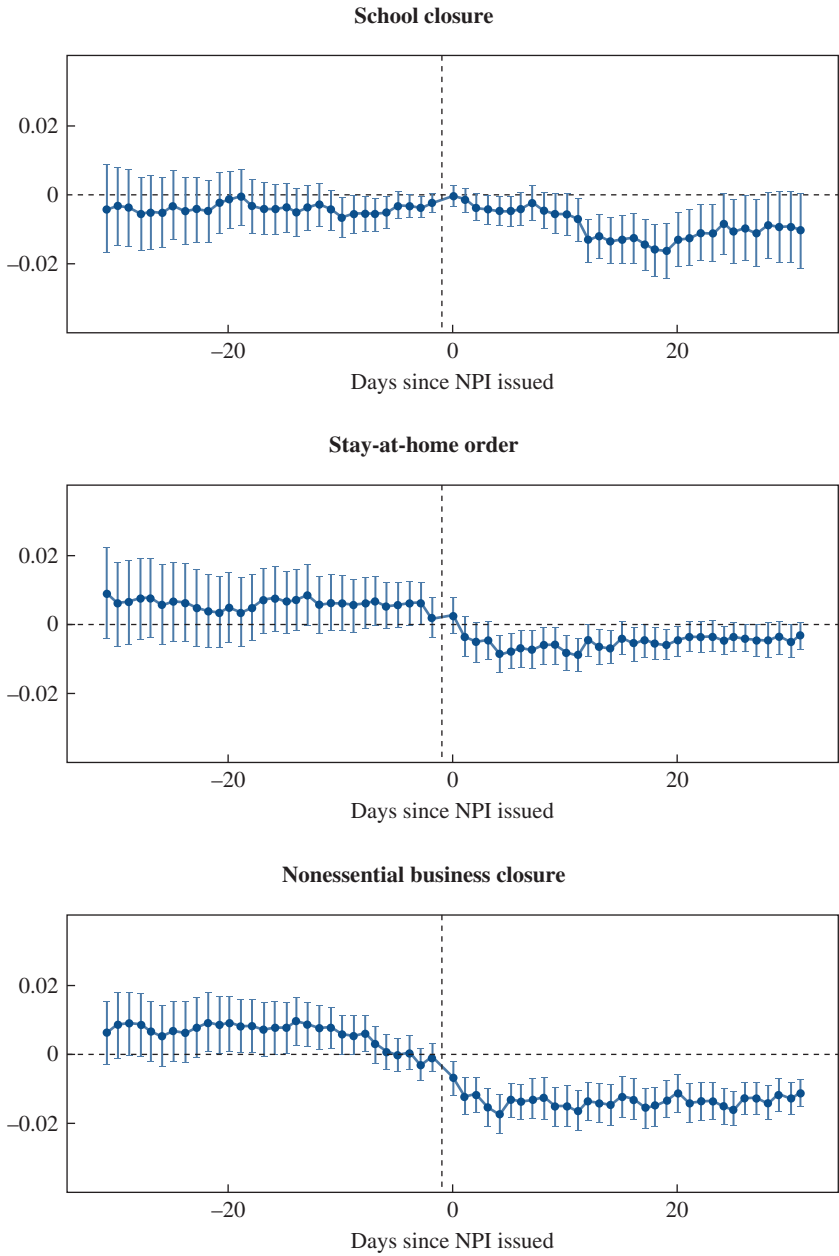 School closure
0.02
0
–0.02
–20 0 20
Days since NPI issued
Stay-at-home order
0.02
0
–0.02
–20 0 20
Days since NPI issued
Nonessential business closure
0.02
0
–0.02
–20 0 20
Days since NPI issued